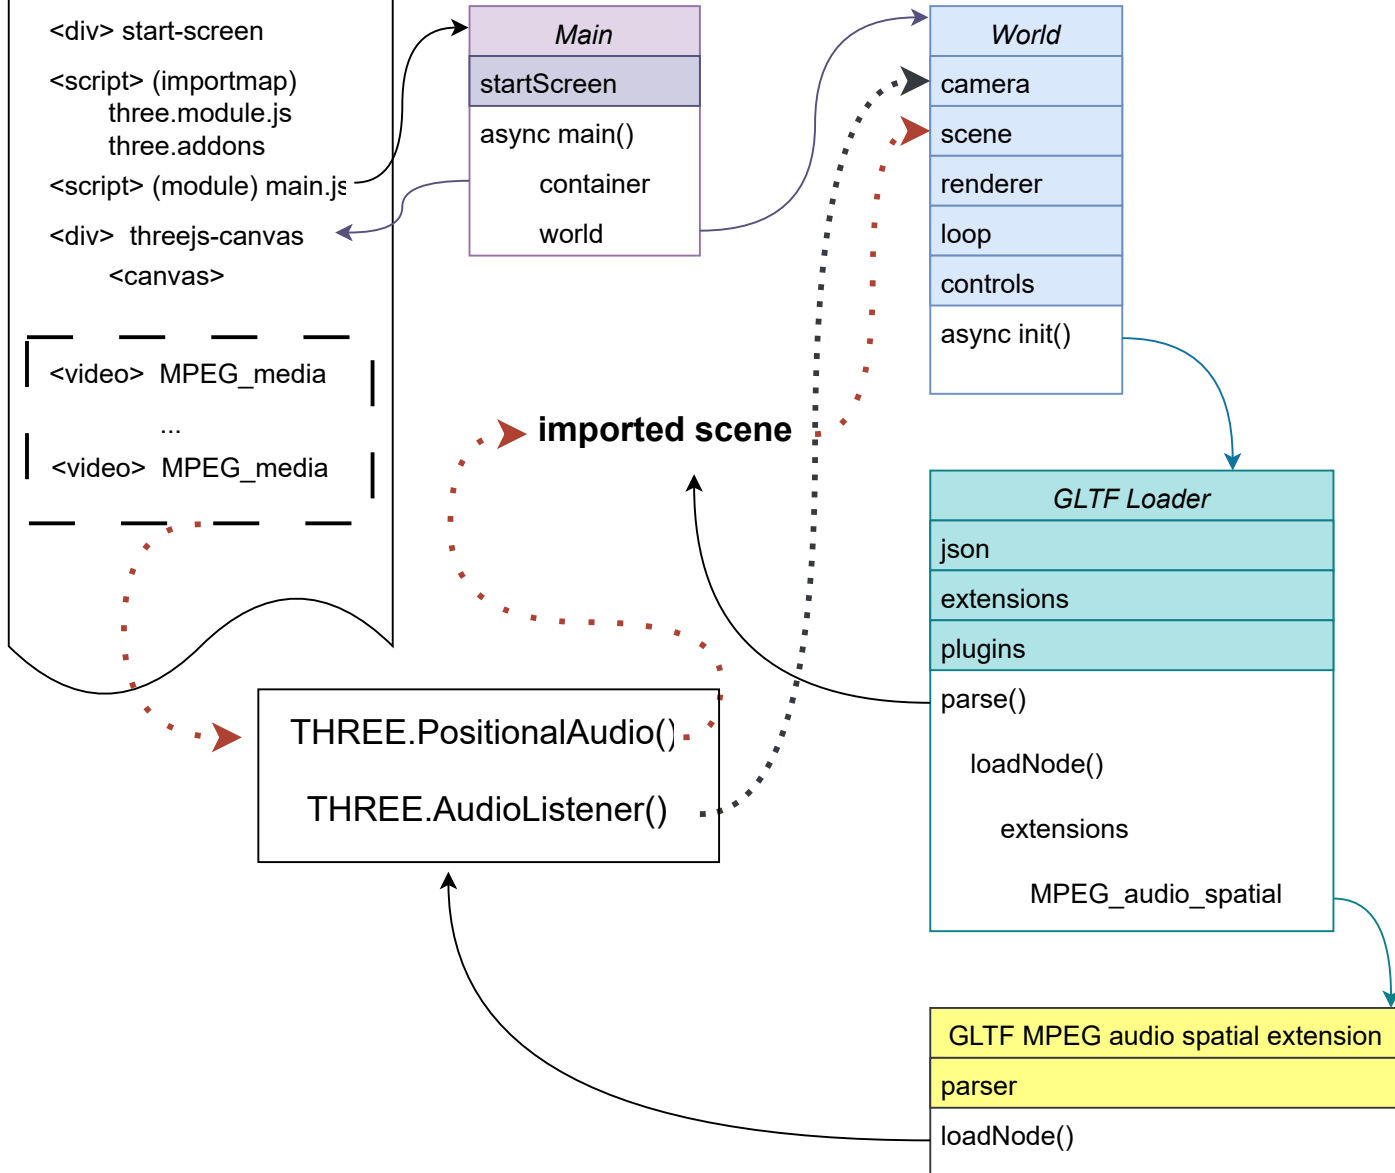 <div> start-screen
<script> (importmap)
three.module.js
three.addons
<script> (module) main.js
<div> threejs-canvas
<canvas>
<video> MPEG_media
...
<video> MPEG_media
Main
startScreen
async main()
container
world
World
camera
scene
renderer
loop
controls
async init()
imported scene
GLTF Loader
json
extensions
plugins
parse()
loadNode()
extensions
MPEG_audio_spatial
THREE.PositionalAudio()
THREE.AudioListener()
GLTF MPEG audio spatial extension
parser
loadNode()